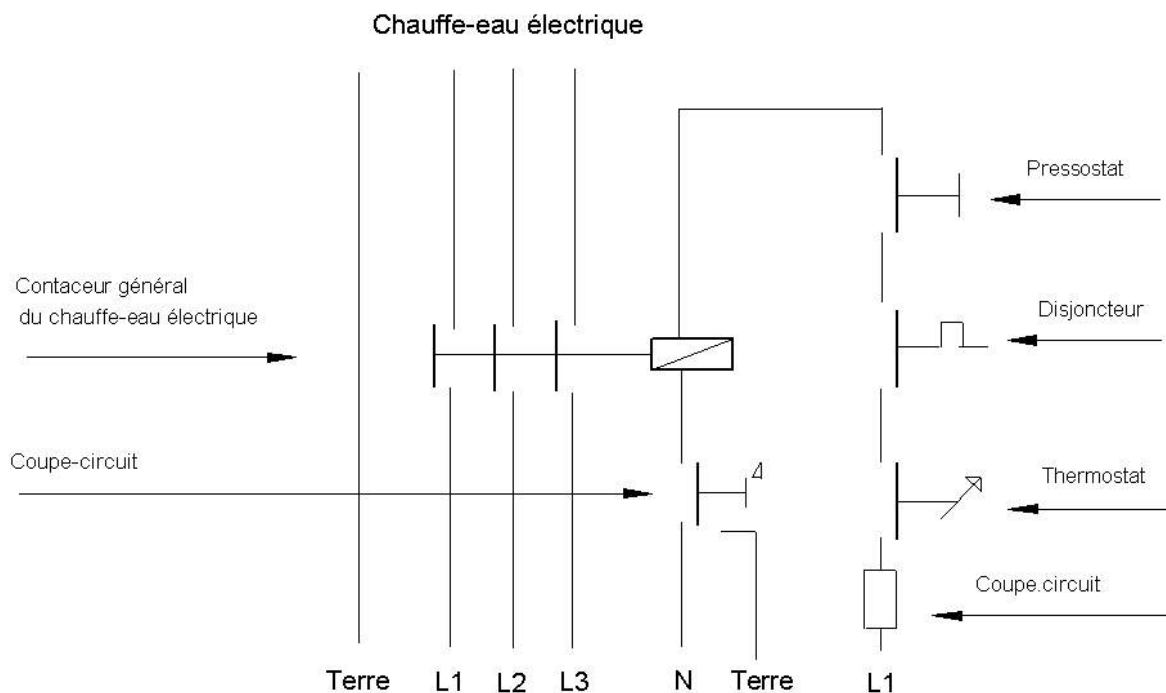 Chauffe-eau électrique
Pressostat
Contaceur général
du chauffe-eau électrique
Disjoncteur
Coupe-circuit
Thermostat
Coupe.circuit
Terre L1 L2 L3 N Terre L1